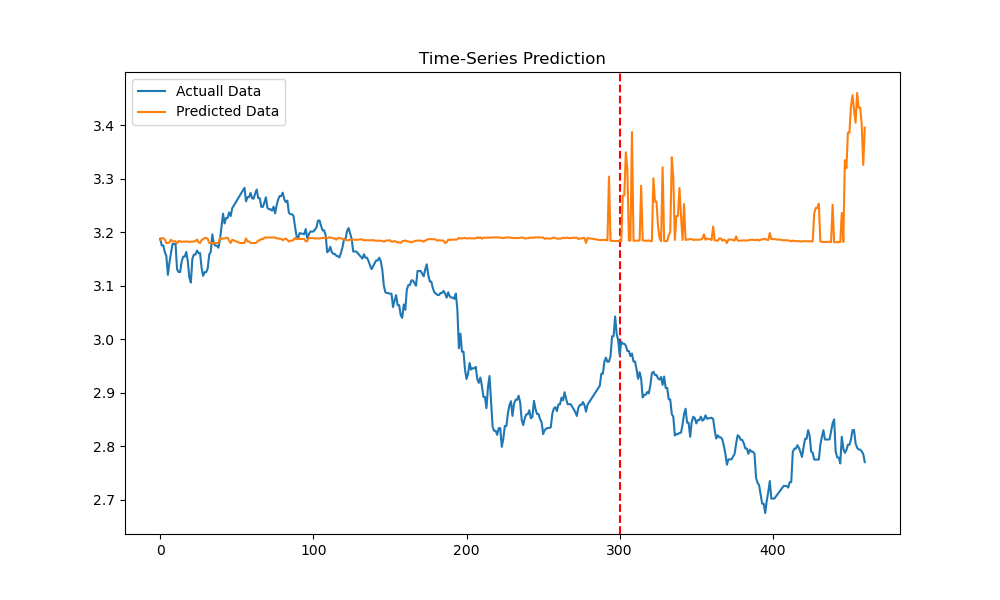 Time-Series Prediction
Actuall Data
Predicted Data
3.4
3.3
3.2
3.1
3.0
2.9
2.8
2.7
0 100 200 300 400